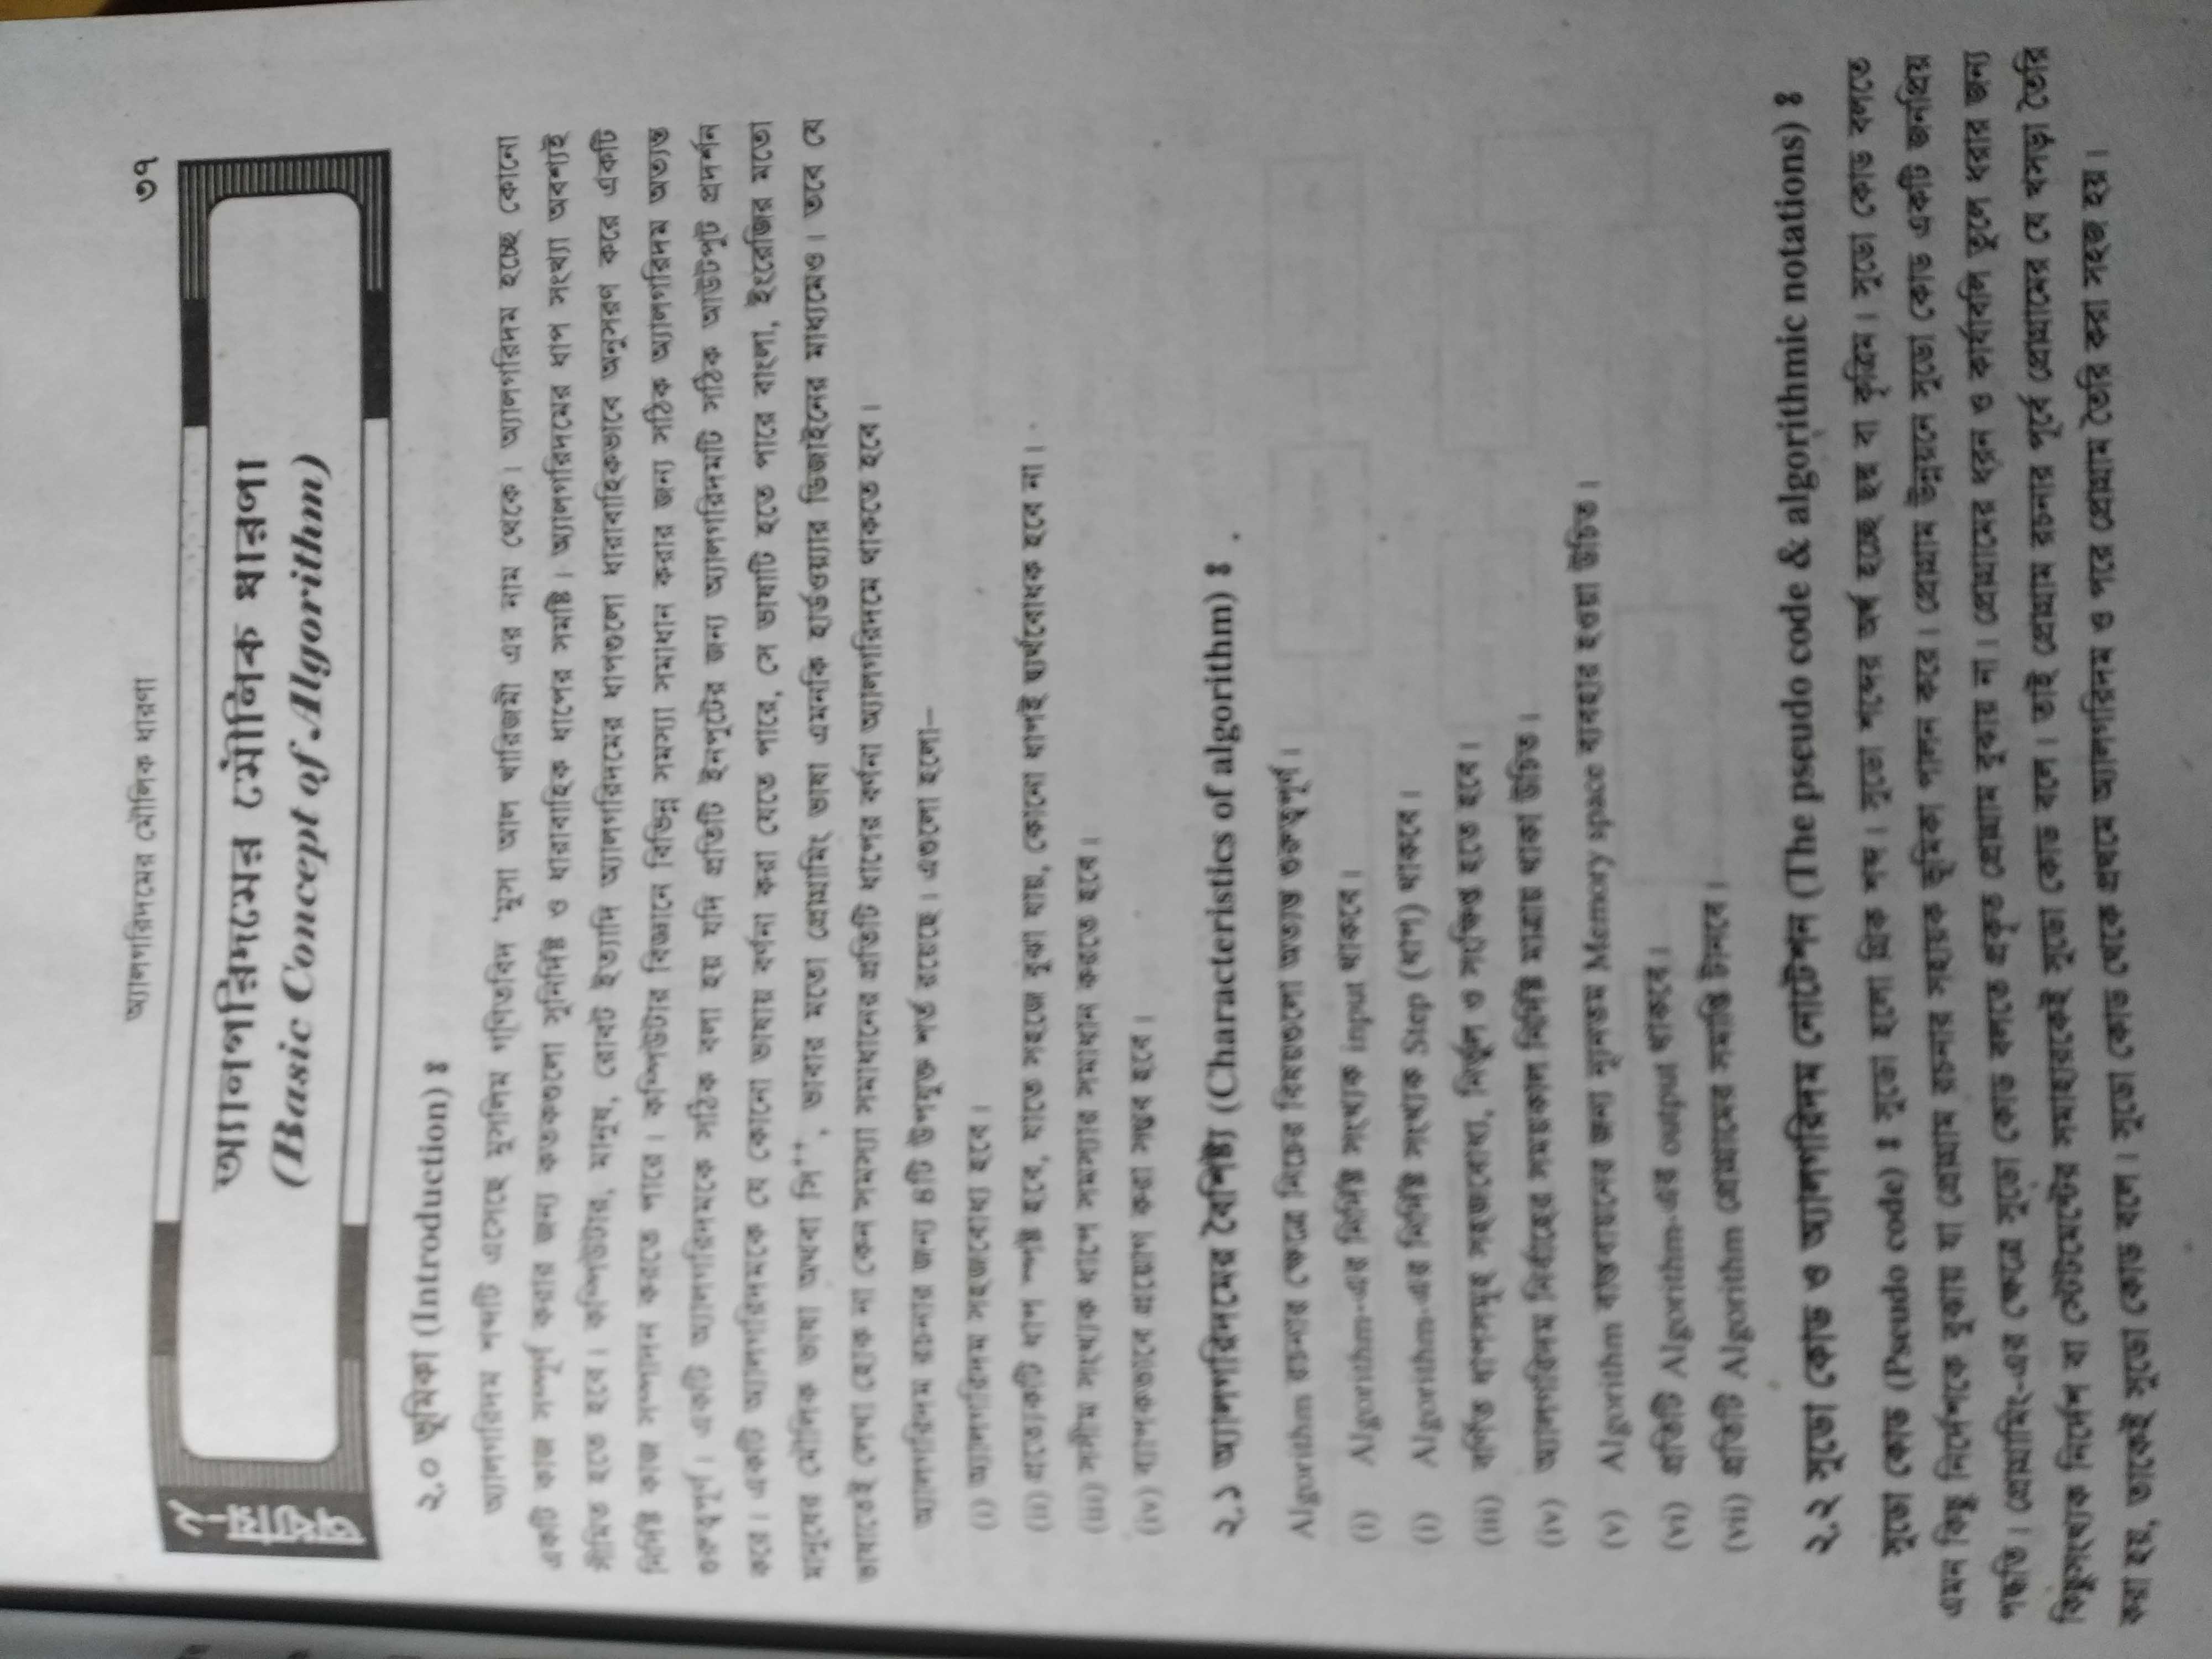 অ্যালগরিদমের মৌলিক ধারণা
৩৭
অধ্যায়-২
অ্যালগরিদমের মৌলিক ধারণা
(Basic Concept of Algorithm)
২.০ ভূমিকা (Introduction) ঃ
অ্যালগরিদম শব্দটি এসেছে মুসলিম গণিতবিদ, মুসা আল খারিজমী এর নাম থেকে। অ্যালগরিদম হচ্ছে কোনো
একটি কাজ সম্পূর্ণ করার জন্য কতকগুলো সুনির্দিষ্ট ও ধারাবাহিক ধাপের সমষ্টি। অ্যালগরিদমের ধাপ সংখ্যা অবশ্যই
সীমিত হতে হবে। কম্পিউটার, মানুষ, রোবট ইত্যাদি অ্যালগরিদমের ধাপগুলো ধারাবাহিকভাবে অনুসরণ করে একটি
নির্দিষ্ট কাজ সম্পাদন করতে পারে। কম্পিউটার বিজ্ঞানে বিভিন্ন সমস্যা সমাধান করার জন্য সঠিক অ্যালগরিদম অত্যন্ত
গুরুত্বপূর্ণ। একটি অ্যালগরিদমকে সঠিক বলা হয় যদি প্রতিটি ইনপুটের জন্য অ্যালগরিদমটি সঠিক আউটপুট প্রদর্শন
করে। একটি অ্যালগরিদমকে যে কোনো ভাষায় বর্ণনা করা যেতে পারে, সে ভাষাটি হতে পারে বাংলা, ইংরেজির মতো
মানুষের মৌলিক ভাষা অথবা সি++, জাভার মতো প্রোগ্রামিং ভাষা এমনকি হার্ডওয়্যার ডিজাইনের মাধ্যমেও। তবে যে
ভাষাতেই লেখা হোক না কেন সমস্যা সমাধানের প্রতিটি ধাপের বর্ণনা অ্যালগরিদমে থাকতে হবে।
অ্যালগরিদম রচনার জন্য ৪টি উপযুক্ত শর্ত রয়েছে। এগুলো হলো—
(i) অ্যালগরিদম সহজবোধ্য হবে।
(ii) প্রত্যেকটি ধাপ স্পষ্ট হবে, যাতে সহজে বুঝা যায়, কোনো ধাপই দ্ব্যর্থবোধক হবে না।
(iii) সসীম সংখ্যক ধাপে সমস্যার সমাধান করতে হবে।
(iv) ব্যাপকভাবে প্রয়োগ করা সম্ভব হবে।
২.১ অ্যালগরিদমের বৈশিষ্ট্য (Characteristics of algorithm) ঃ
Algorithm রচনার ক্ষেত্রে নিচের বিষয়গুলো অত্যন্ত গুরুত্বপূর্ণ।
(i) Algorithm-এর নির্দিষ্ট সংখ্যক input থাকবে।
(i) Algorithm-এর নির্দিষ্ট সংখ্যক Step (ধাপ) থাকবে।
(iii) বর্ণিত ধাপসমূহ সহজবোধ্য, নির্ভুল ও সংক্ষিপ্ত হতে হবে।
(iv) অ্যালগরিদম নির্বাহের সময়কাল নির্দিষ্ট মাত্রায় থাকা উচিত।
(v) Algorithm বাস্তবায়নের জন্য ন্যূনতম Memory space ব্যবহার হওয়া উচিত।
(vi) প্রতিটি Algorithm-এর output থাকবে।
(vii) প্রতিটি Algorithm প্রোগ্রামের সমাপ্তি টানবে।
২.২ সুডো কোড ও অ্যালগরিদম নোটেশন (The pseudo code & algorithmic notations) ঃ
সুডো কোড (Pseudo code) ঃ সুডো হলো গ্রিক শব্দ। সুডো শব্দের অর্থ হচ্ছে ছদ্ম বা কৃত্রিম। সুডো কোড বলতে
এমন কিছু নির্দেশনাকে বুঝায় যা প্রোগ্রাম রচনার সহায়ক ভূমিকা পালন করে। প্রোগ্রাম উন্নয়নে সুডো কোড একটি জনপ্রিয়
পদ্ধতি। প্রোগ্রামিং-এর ক্ষেত্রে সুডো কোড বলতে প্রকৃত প্রোগ্রাম বুঝায় না। প্রোগ্রামের ধরন ও কার্যাবলি তুলে ধরার জন্য
কিছুসংখ্যক নির্দেশ বা স্টেটমেন্টের সমাহারকেই সুডো কোড বলে। তাই প্রোগ্রাম রচনার পূর্বে প্রোগ্রামের যে খসড়া তৈরি
করা হয়, তাকেই সুডো কোড বলে। সুডো কোড থেকে প্রথমে অ্যালগরিদম ও পরে প্রোগ্রাম তৈরি করা সহজ হয়।